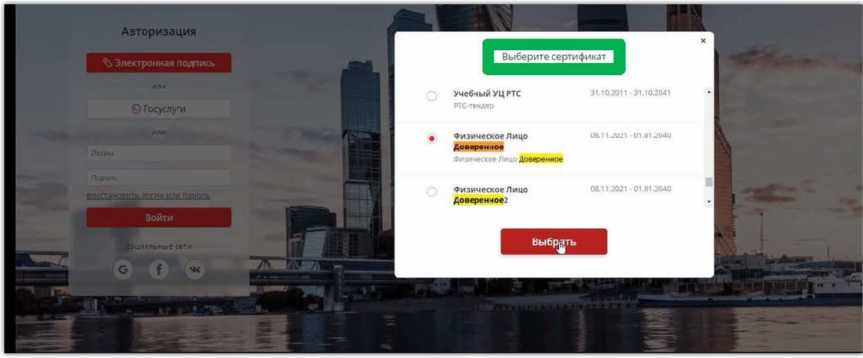 Авторизация
Электронная подпись
или
Госуслуги
или
Логин
Пароль
восстановить логин или пароль
Войти
социальные сети
G f
Выберите сертификат
×
Учебный УЦ РТС 31.10.2011 - 31.10.2041
РТС-тендер
Физическое Лицо 08.11.2021 - 01.01.2040
Доверенное
Физическое Лицо Доверенное
Физическое Лицо 08.11.2021 - 01.01.2040
Доверенное2
Выбрать